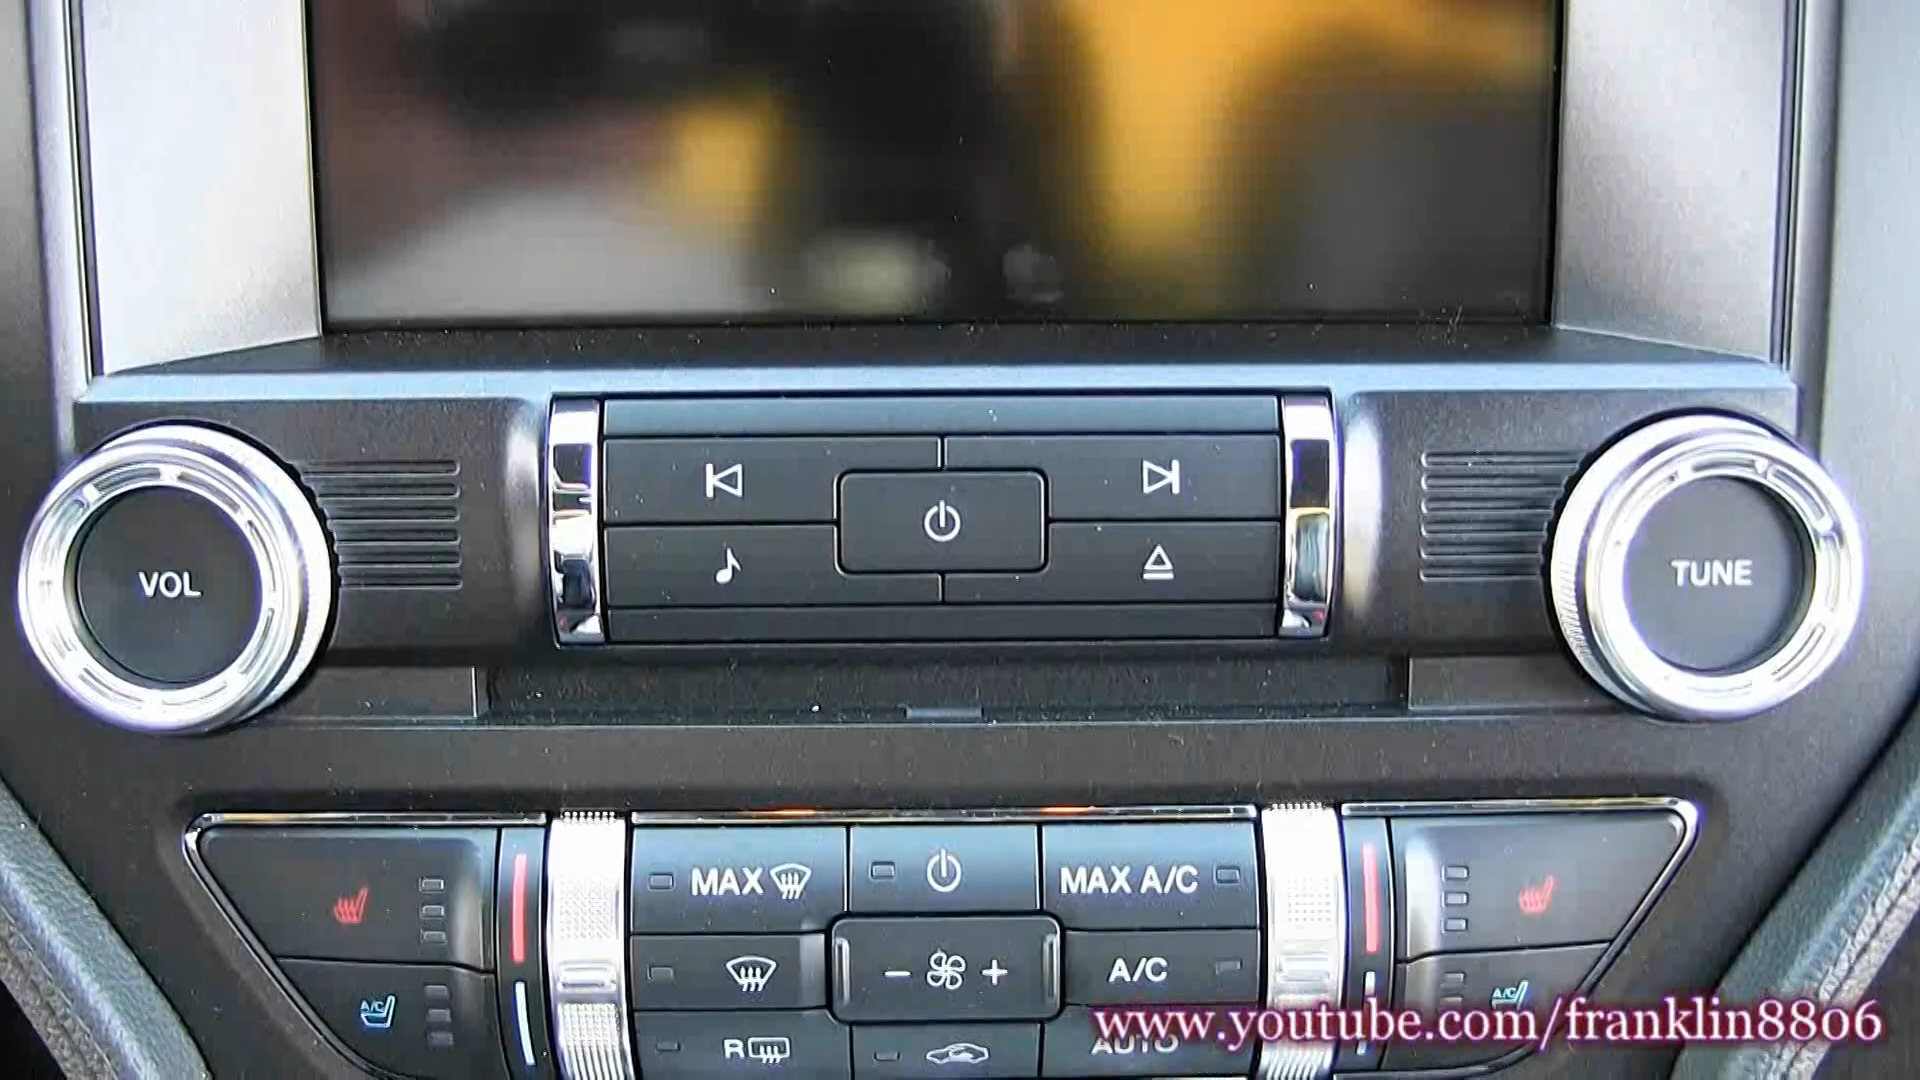 VOL
TUNE
MAX
MAX A/C
A/C
A/C
A/C
R
AUTO
www.youtube.com/franklin8806